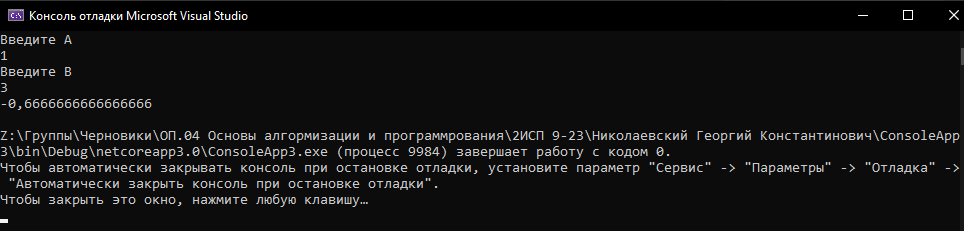 Консоль отладки Microsoft Visual Studio
Введите A
1
Введите B
3
-0,6666666666666666
Z:\Группы\Черновики\ОП.04 Основы алгормизации и программрования\2ИСП 9-23\Николаевский Георгий Константинович\ConsoleApp
3\bin\Debug\netcoreapp3.0\ConsoleApp3.exe (процесс 9984) завершает работу с кодом 0.
Чтобы автоматически закрывать консоль при остановке отладки, установите параметр "Сервис" -> "Параметры" -> "Отладка" ->
"Автоматически закрыть консоль при остановке отладки".
Чтобы закрыть это окно, нажмите любую клавишу…